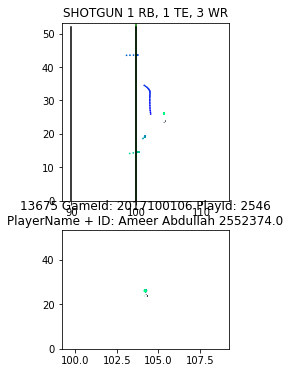 SHOTGUN 1 RB, 1 TE, 3 WR
50
40
30
20
10
0
90 100 110
13675 GameId: 2017100106 PlayId: 2546
PlayerName + ID: Ameer Abdullah 2552374.0
40
20
0
100.0 102.5 105.0 107.5